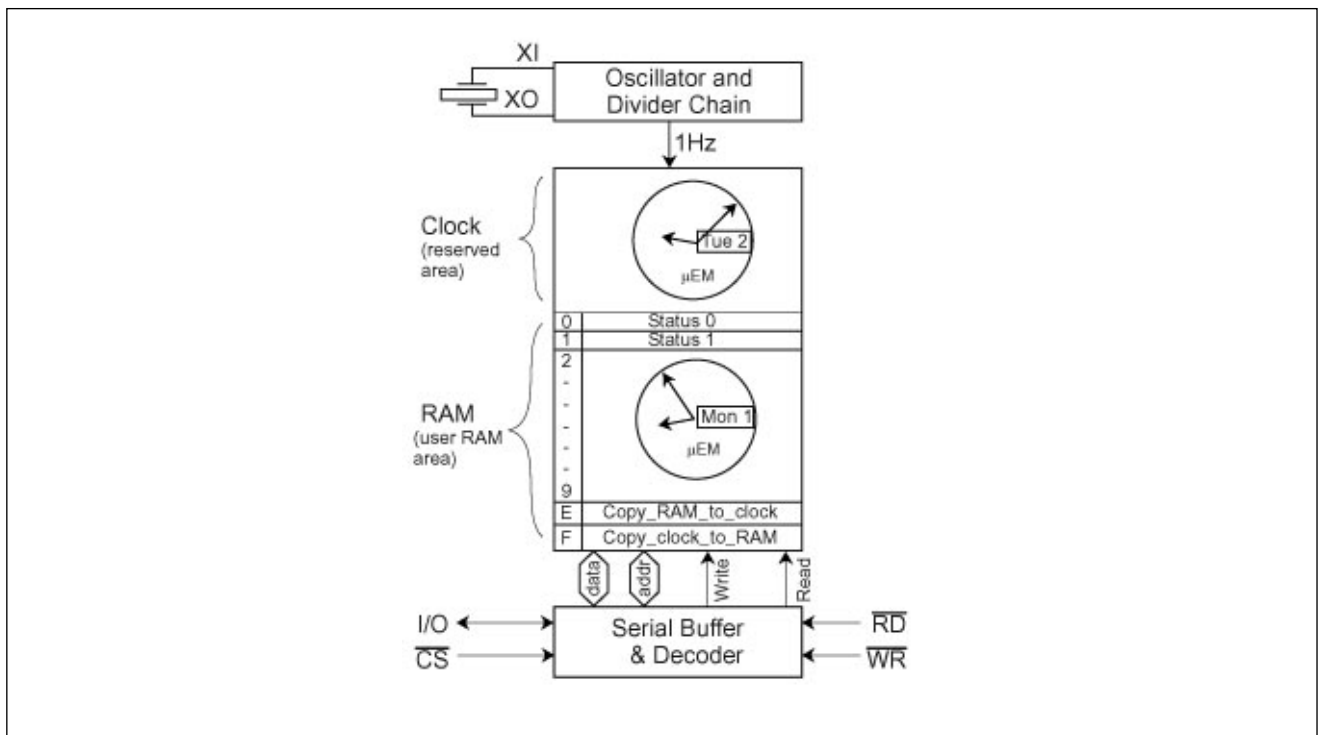 XI
XO
Oscillator and
Divider Chain
1Hz
Clock
(reserved
area)
Tue 2
μEM
0 Status 0
1 Status 1
2
-
-
-
-
-
-
9
RAM
(user RAM
area)
Mon 1
μEM
E Copy_RAM_to_clock
F Copy_clock_to_RAM
data
addr
Write
Read
I/O
CS
Serial Buffer
& Decoder
RD
WR